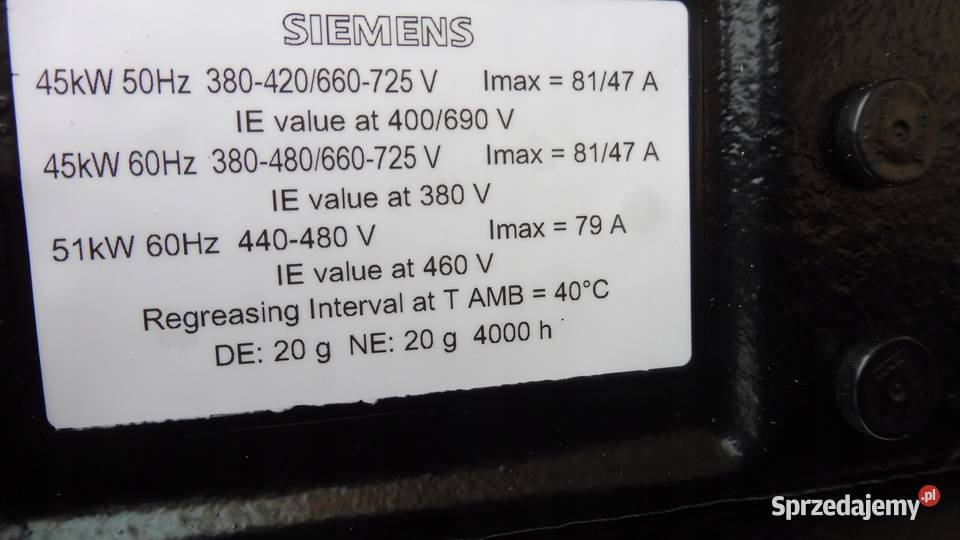 SIEMENS
45kW 50Hz 380-420/660-725 V Imax = 81/47 A
IE value at 400/690 V
45kW 60Hz 380-480/660-725 V Imax = 81/47 A
IE value at 380 V
51kW 60Hz 440-480 V Imax = 79 A
IE value at 460 V
Regreasing Interval at T AMB = 40°C
DE: 20 g NE: 20 g 4000 h
Sprzedajemy.pl